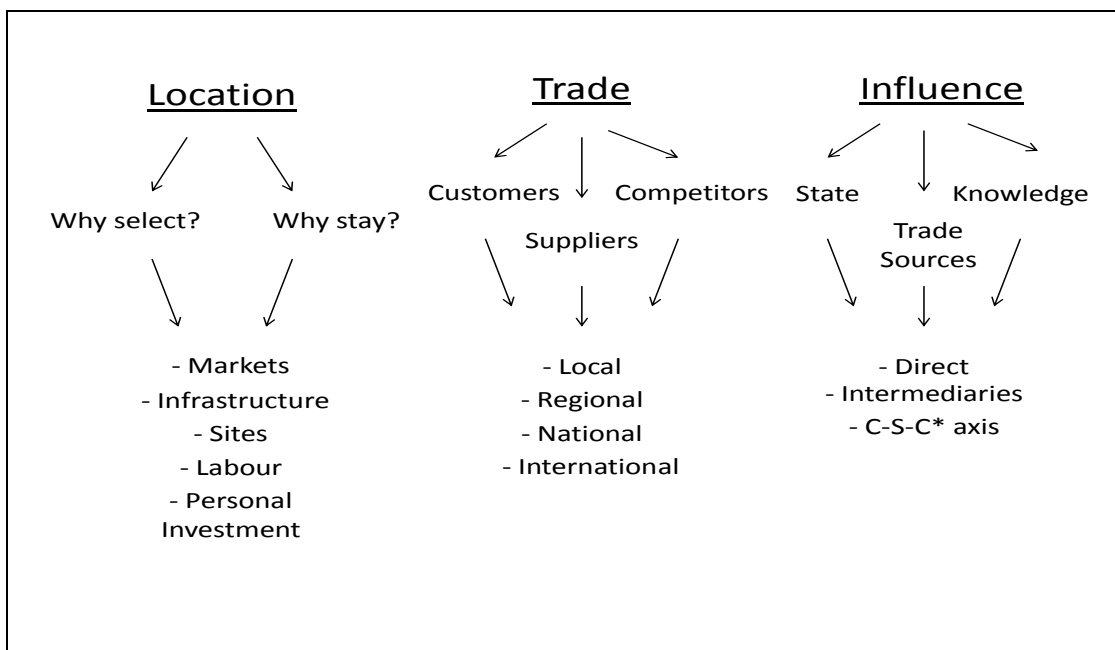 Location
Why select?
Why stay?
- Markets
- Infrastructure
- Sites
- Labour
- Personal
Investment
Trade
Customers
Competitors
Suppliers
- Local
- Regional
- National
- International
Influence
State
Knowledge
Trade
Sources
- Direct
- Intermediaries
- C-S-C* axis